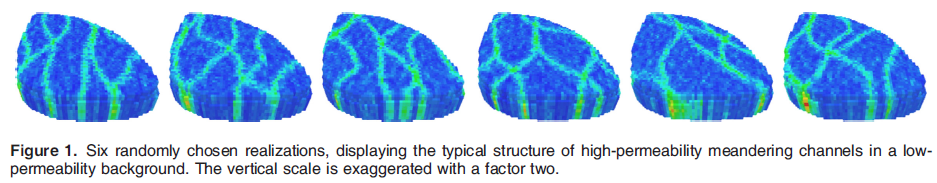 Figure 1. Six randomly chosen realizations, displaying the typical structure of high-permeability meandering channels in a low-
permeability background. The vertical scale is exaggerated with a factor two.